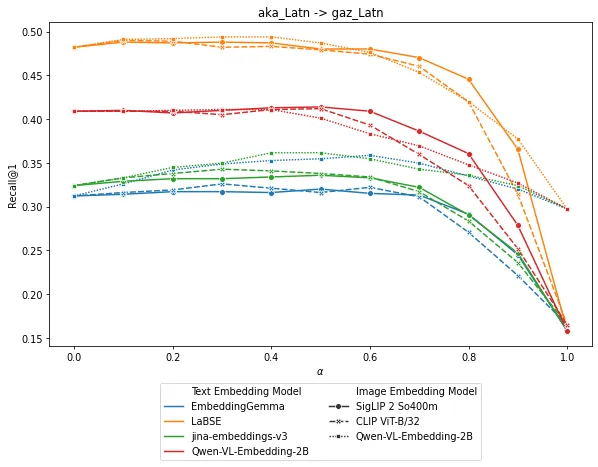 aka_Latn -> gaz_Latn
0.50
0.45
0.40
0.35
0.30
0.25
0.20
0.15
Recall@1
0.0 0.2 0.4 0.6 0.8 1.0
α
Text Embedding Model
EmbeddingGemma
LaBSE
jina-embeddings-v3
Qwen-VL-Embedding-2B
Image Embedding Model
SigLIP 2 So400m
CLIP ViT-B/32
Qwen-VL-Embedding-2B